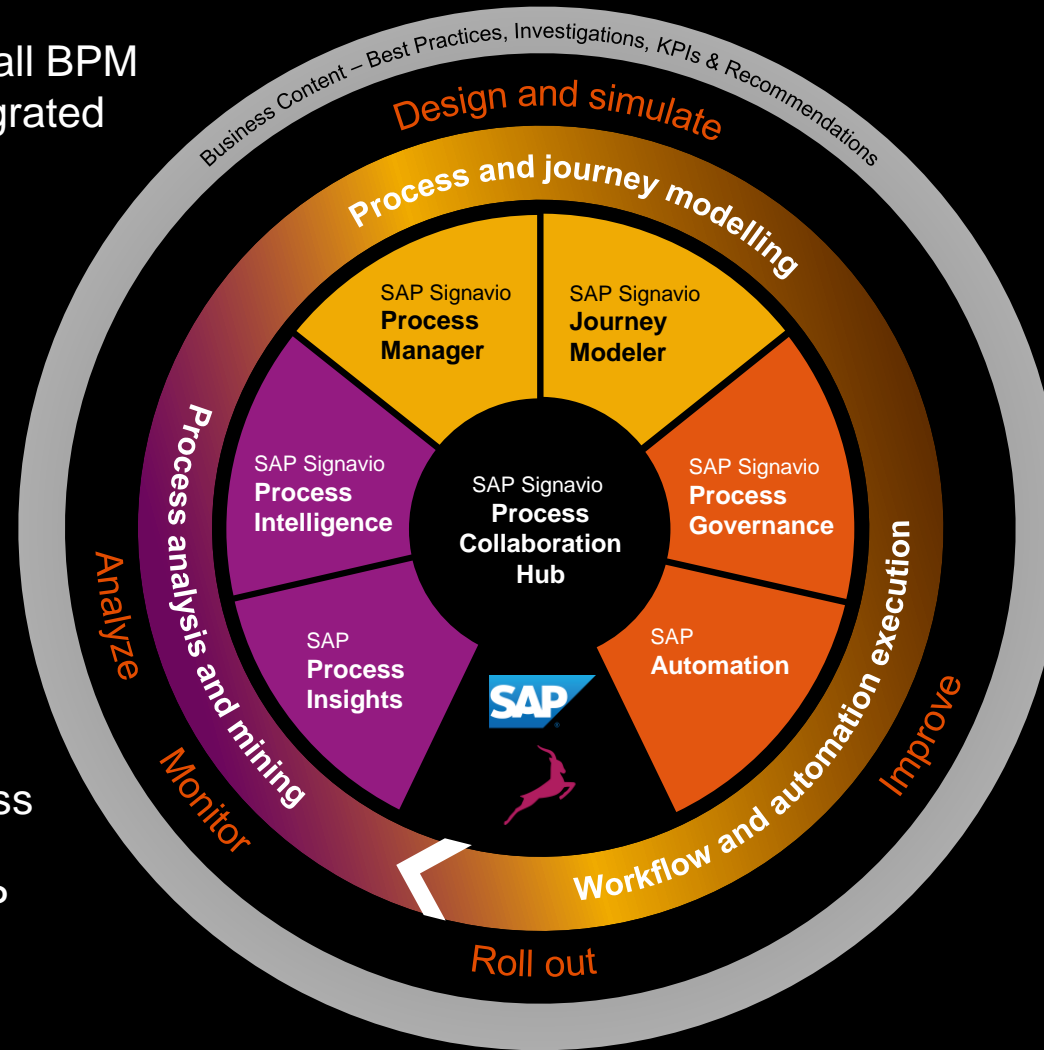 all BPM
grated
ss
Business Content – Best Practices, Investigations, KPIs & Recommendations
Design and simulate
Process and journey modelling
SAP Signavio
Process
Manager
SAP Signavio
Journey
Modeler
SAP Signavio
Process
Intelligence
SAP Signavio
Process
Collaboration
Hub
SAP Signavio
Process
Governance
SAP
Process
Insights
SAP
Automation
SAP
Process analysis and mining
Workflow and automation execution
Analyze
Monitor
Improve
Roll out